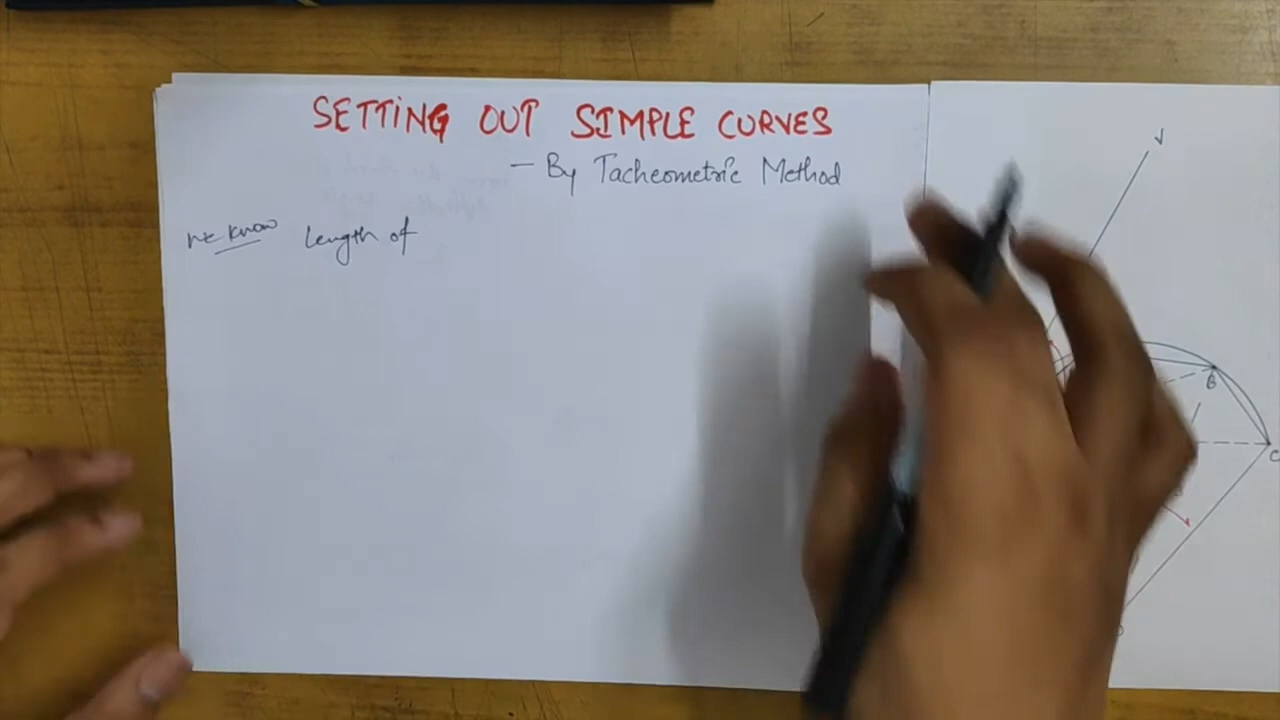 SETTING OUT SIMPLE CURVES
- By Tacheometric Method
We know Length of
V
B
C